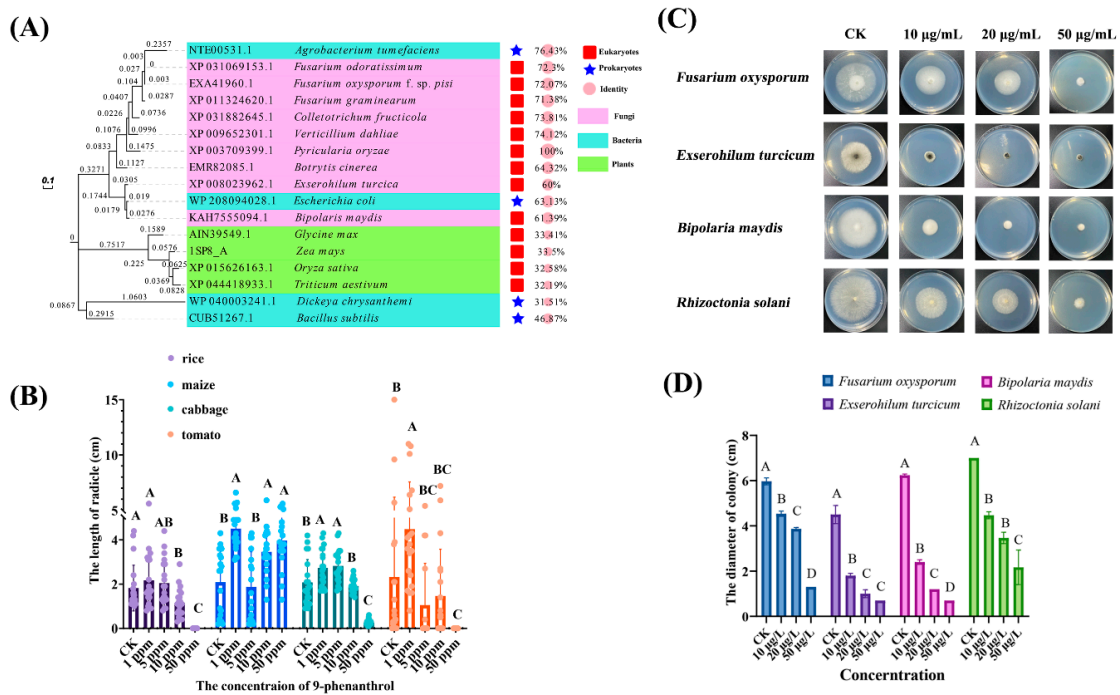 (A)
0.2357 NTE00531.1 Agrobacterium tumefaciens 76.43%
0.003
0 XP 031069153.1 Fusarium odoratissimum 72.3%
0.027
0.003 EXA41960.1 Fusarium oxysporum f. sp. pisi 72.07%
0.104
0.0287 XP 011324620.1 Fusarium graminearum 71.38%
0.0407
0.0736 XP 031882645.1 Colletotrichum fructicola 73.81%
0.0226
0.0996 XP 009652301.1 Verticillium dahliae 74.12%
0.1076
0.1475 XP 003709399.1 Pyricularia oryzae 100%
0.0833
0.1127 EMR82085.1 Botrytis cinerea 64.32%
0.3271
0.0305 XP 008023962.1 Exserohilum turcica 60%
0.1744 0.019 WP 208094028.1 Escherichia coli 63.13%
0.0179 0.0276 KAH7555094.1 Bipolaris maydis 61.39%
0.1589 AIN39549.1 Glycine max 33.41%
0 0.7517 0.0576 1SP8_A Zea mays 33.5%
0.225 0.0625 XP 015626163.1 Oryza sativa 32.58%
0.0369 0.0828 XP 044418933.1 Triticum aestivum 32.19%
1.0603 WP 040003241.1 Dickeya chrysanthemi 31.51%
0.0867 0.2915 CUB51267.1 Bacillus subtilis 46.87%
0.1
Eukaryotes
Prokaryotes
Identity
Fungi
Bacteria
Plants
(B)
rice
maize
cabbage
tomato
The length of radicle (cm)
15
10
5
4
2
0
A A AB B C
B A B A A
B A A B C
B A BC BC C
CK 1 ppm 5 ppm 10 ppm 50 ppm CK 1 ppm 5 ppm 10 ppm 50 ppm CK 1 ppm 5 ppm 10 ppm 50 ppm CK 1 ppm 5 ppm 10 ppm 50 ppm
The concentraion of 9-phenanthrol
(C)
CK 10 μg/mL 20 μg/mL 50 μg/mL
Fusarium oxysporum
Exserohilum turcicum
Bipolaria maydis
Rhizoctonia solani
(D)
Fusarium oxysporum Bipolaria maydis
Exserohilum turcicum Rhizoctonia solani
The diameter of colony (cm)
8
6
4
2
0
A B C D
A B C C
A B C D
A B B C
CK 10 μg/L 20 μg/L 50 μg/L CK 10 μg/L 20 μg/L 50 μg/L CK 10 μg/L 20 μg/L 50 μg/L CK 10 μg/L 20 μg/L 50 μg/L
Concerntration